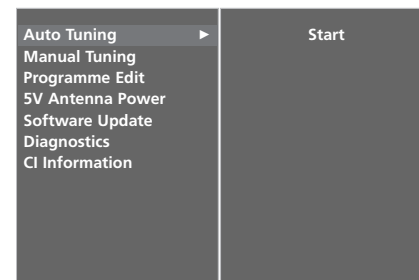 Auto Tuning ► Start
Manual Tuning
Programme Edit
5V Antenna Power
Software Update
Diagnostics
CI Information